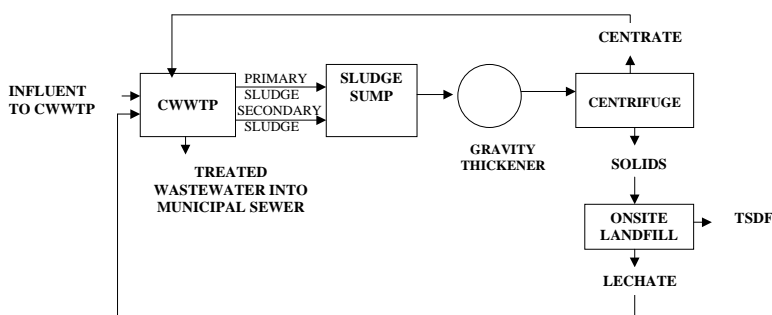 CENTRATE
INFLUENT
TO CWWTP
CWWTP
PRIMARY
SLUDGE
SECONDARY
SLUDGE
SLUDGE
SUMP
GRAVITY
THICKENER
CENTRIFUGE
TREATED
WASTEWATER INTO
MUNICIPAL SEWER
SOLIDS
ONSITE
LANDFILL
TSDF
LECHATE